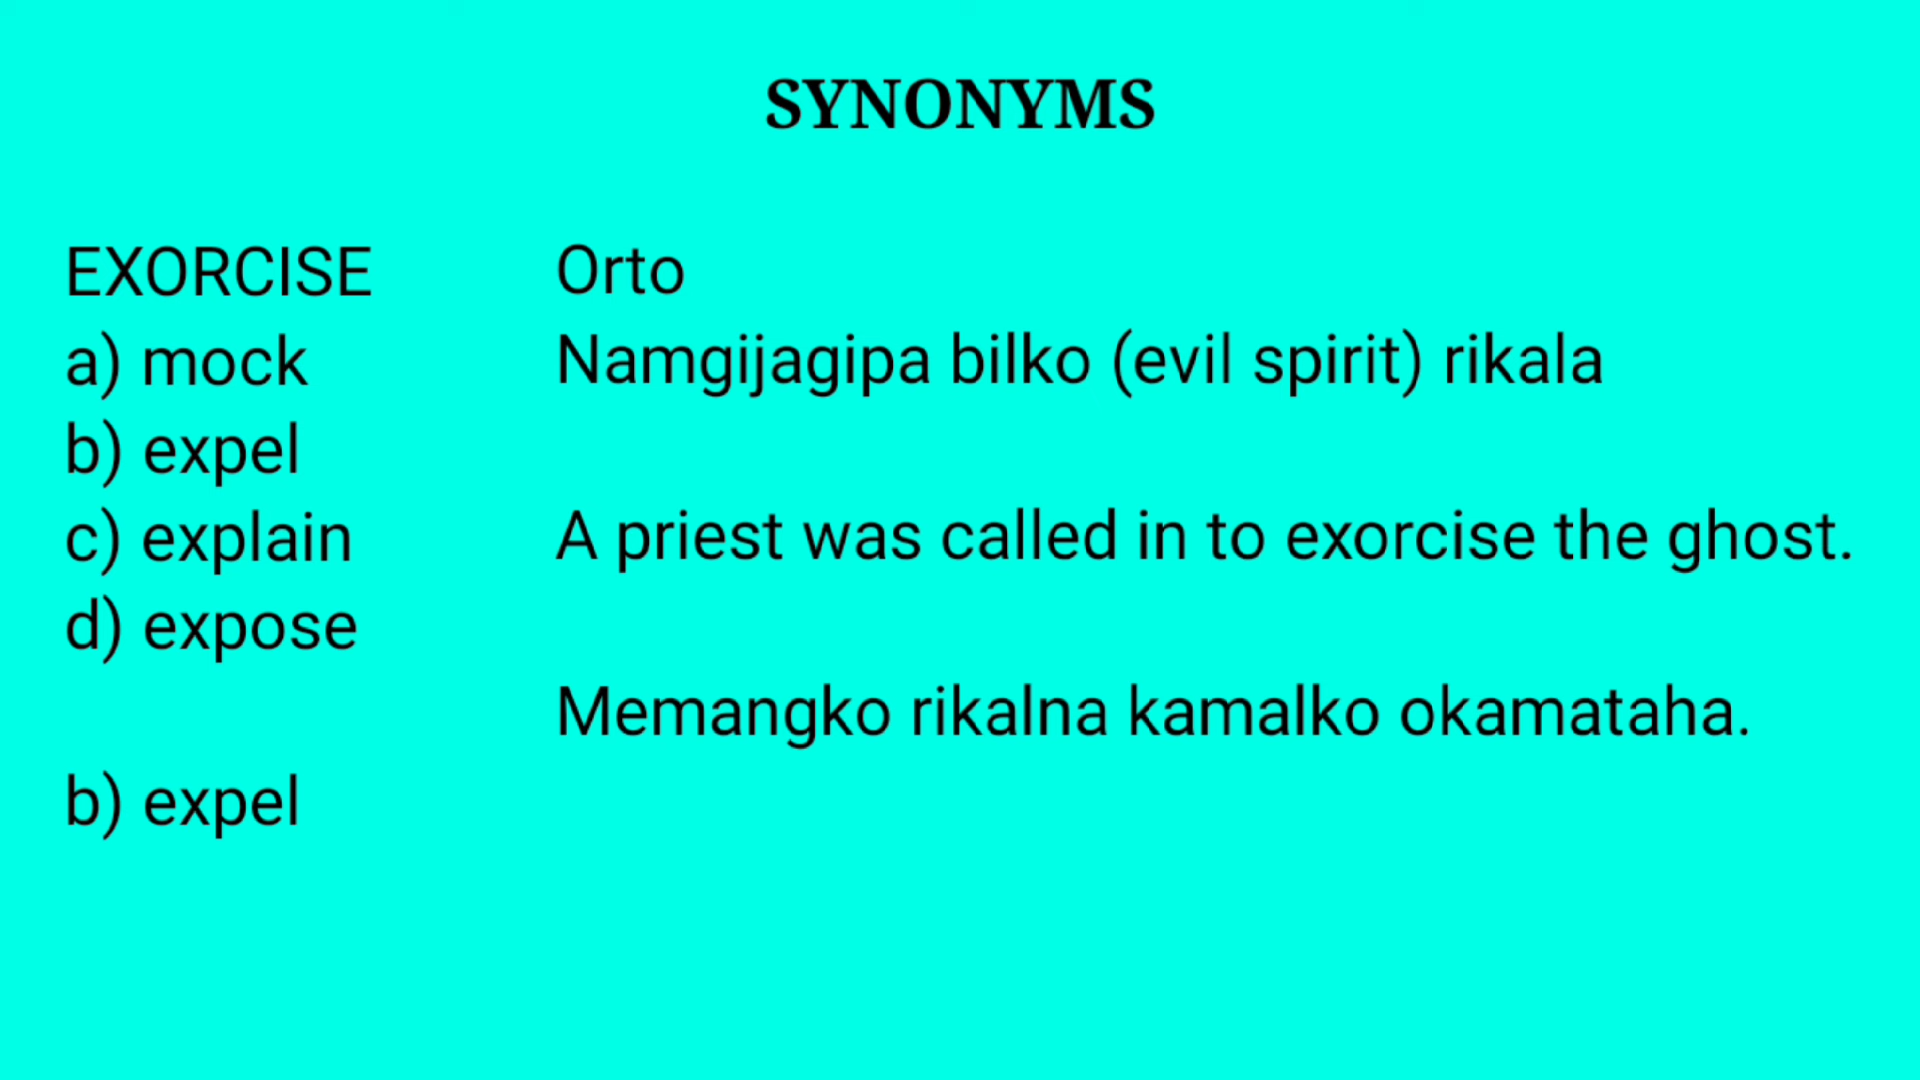 SYNONYMS
EXORCISE
a) mock
b) expel
c) explain
d) expose
b) expel
Orto
Namgijagipa bilko (evil spirit) rikala
A priest was called in to exorcise the ghost.
Memangko rikalna kamalko okamataha.